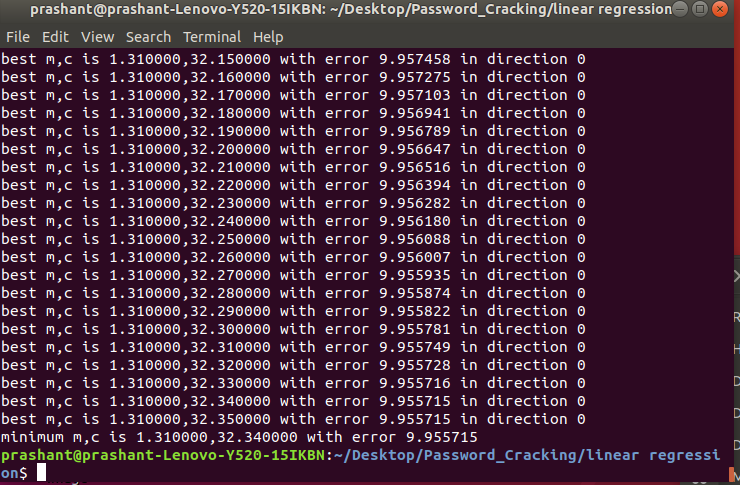 prashant@prashant-Lenovo-Y520-15IKBN: ~/Desktop/Password_Cracking/linear regression
File Edit View Search Terminal Help
best m,c is 1.310000,32.150000 with error 9.957458 in direction 0
best m,c is 1.310000,32.160000 with error 9.957275 in direction 0
best m,c is 1.310000,32.170000 with error 9.957103 in direction 0
best m,c is 1.310000,32.180000 with error 9.956941 in direction 0
best m,c is 1.310000,32.190000 with error 9.956789 in direction 0
best m,c is 1.310000,32.200000 with error 9.956647 in direction 0
best m,c is 1.310000,32.210000 with error 9.956516 in direction 0
best m,c is 1.310000,32.220000 with error 9.956394 in direction 0
best m,c is 1.310000,32.230000 with error 9.956282 in direction 0
best m,c is 1.310000,32.240000 with error 9.956180 in direction 0
best m,c is 1.310000,32.250000 with error 9.956088 in direction 0
best m,c is 1.310000,32.260000 with error 9.956007 in direction 0
best m,c is 1.310000,32.270000 with error 9.955935 in direction 0
best m,c is 1.310000,32.280000 with error 9.955874 in direction 0
best m,c is 1.310000,32.290000 with error 9.955822 in direction 0
best m,c is 1.310000,32.300000 with error 9.955781 in direction 0
best m,c is 1.310000,32.310000 with error 9.955749 in direction 0
best m,c is 1.310000,32.320000 with error 9.955728 in direction 0
best m,c is 1.310000,32.330000 with error 9.955716 in direction 0
best m,c is 1.310000,32.340000 with error 9.955715 in direction 0
best m,c is 1.310000,32.350000 with error 9.955715 in direction 0
minimum m,c is 1.310000,32.340000 with error 9.955715
prashant@prashant-Lenovo-Y520-15IKBN:~/Desktop/Password_Cracking/linear regressi
on$